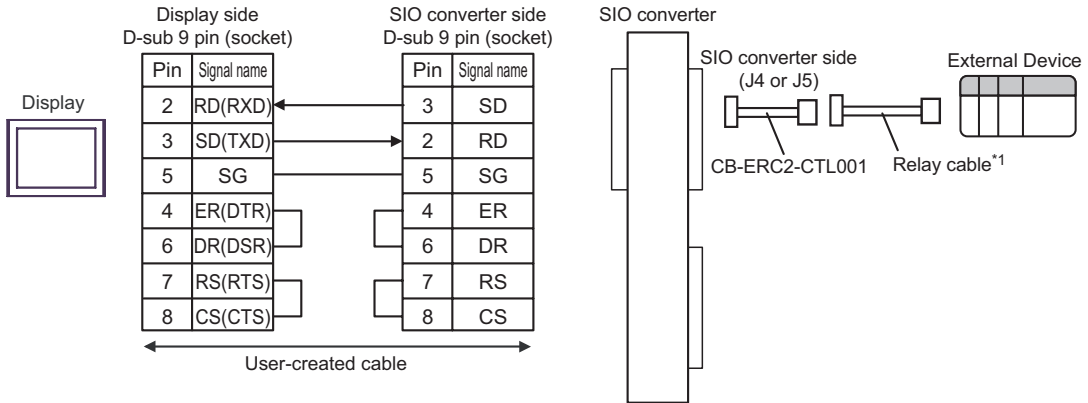 Display side
D-sub 9 pin (socket)
SIO converter side
D-sub 9 pin (socket)
SIO converter
Display
Pin Signal name
2 RD(RXD)
3 SD(TXD)
5 SG
4 ER(DTR)
6 DR(DSR)
7 RS(RTS)
8 CS(CTS)
Pin Signal name
3 SD
2 RD
5 SG
4 ER
6 DR
7 RS
8 CS
User-created cable
SIO converter side
(J4 or J5)
External Device
CB-ERC2-CTL001
Relay cable*1